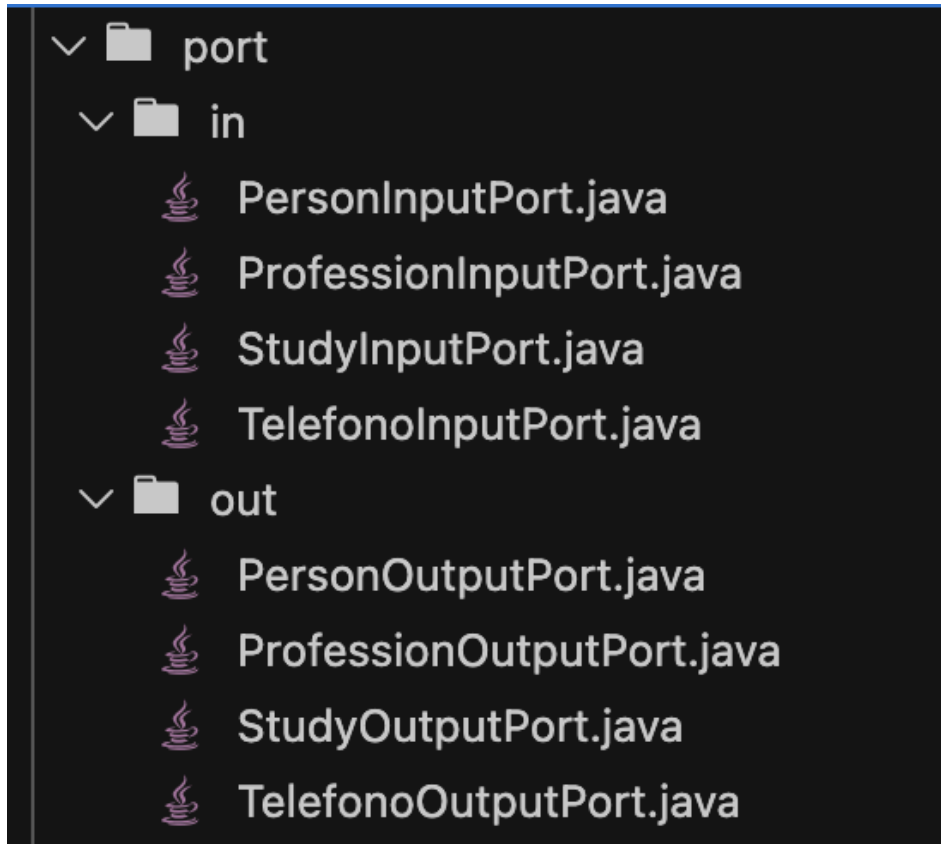 port
in
PersonInputPort.java
ProfessionInputPort.java
StudyInputPort.java
TelefonoInputPort.java
out
PersonOutputPort.java
ProfessionOutputPort.java
StudyOutputPort.java
TelefonoOutputPort.java